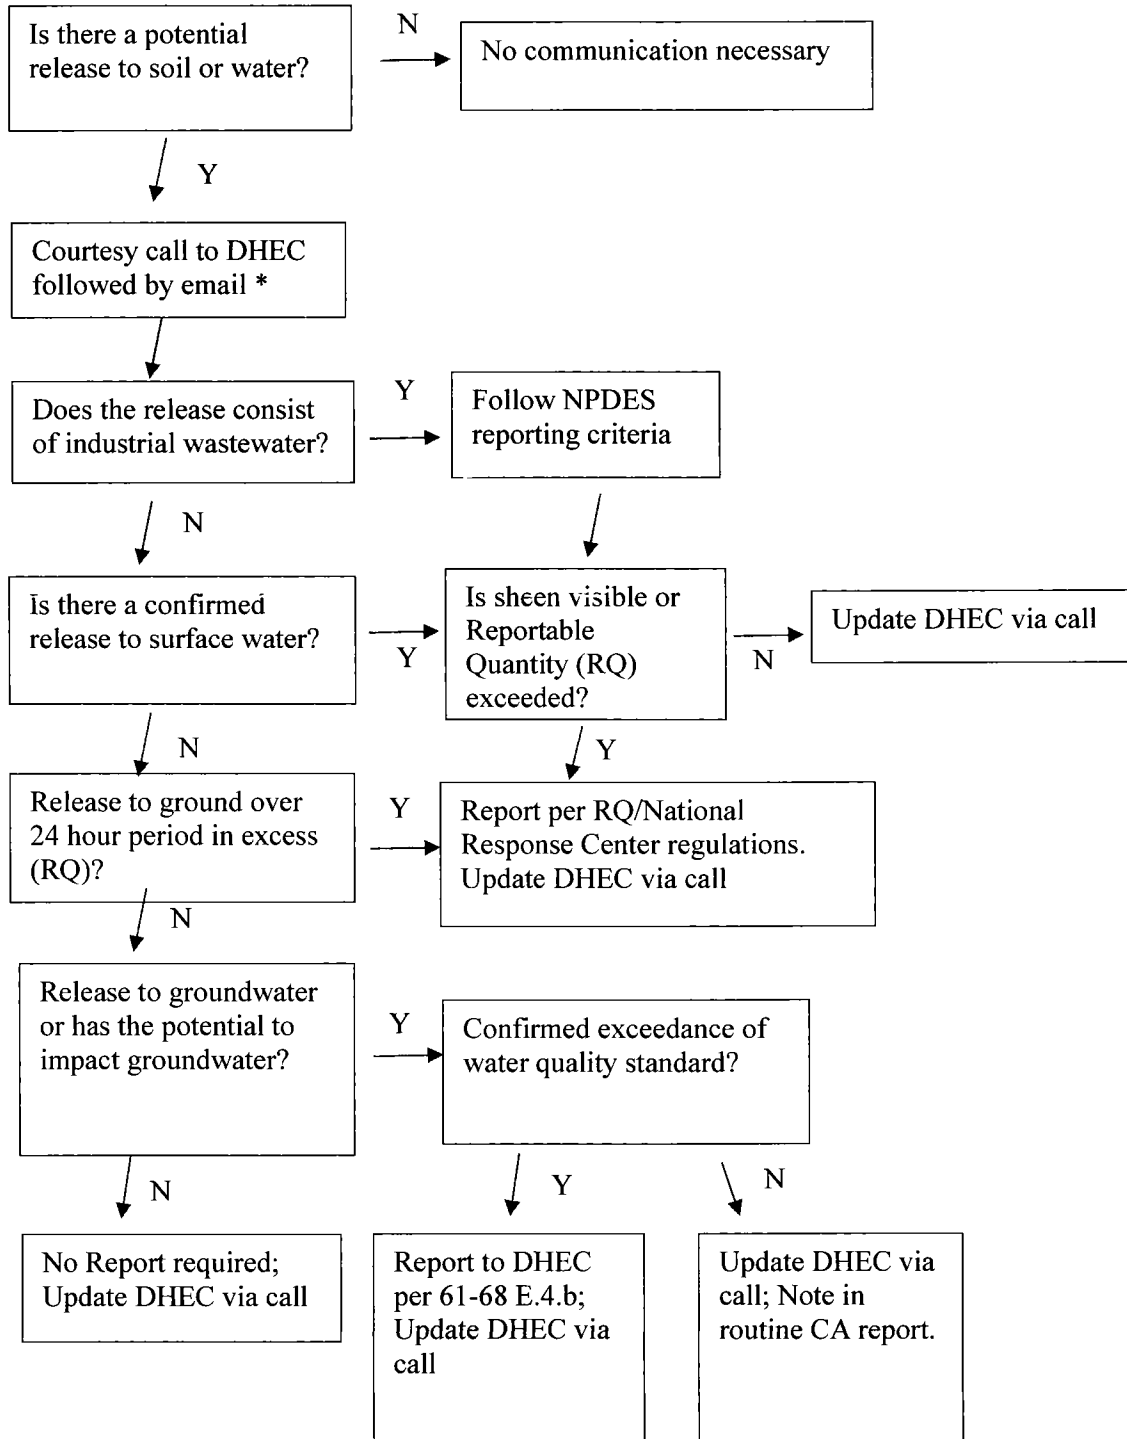 Is there a potential
release to soil or water?
N
No communication necessary
Y
Courtesy call to DHEC
followed by email *
Does the release consist
of industrial wastewater?
Y
Follow NPDES
reporting criteria
N
Is there a confirmed
release to surface water?
Y
Is sheen visible or
Reportable
Quantity (RQ)
exceeded?
N
Update DHEC via call
N
Y
Release to ground over
24 hour period in excess
(RQ)?
Y
Report per RQ/National
Response Center regulations.
Update DHEC via call
N
Release to groundwater
or has the potential to
impact groundwater?
Y
Confirmed exceedance of
water quality standard?
N
Y
N
No Report required;
Update DHEC via call
Report to DHEC
per 61-68 E.4.b;
Update DHEC via
call
Update DHEC via
call; Note in
routine CA report.